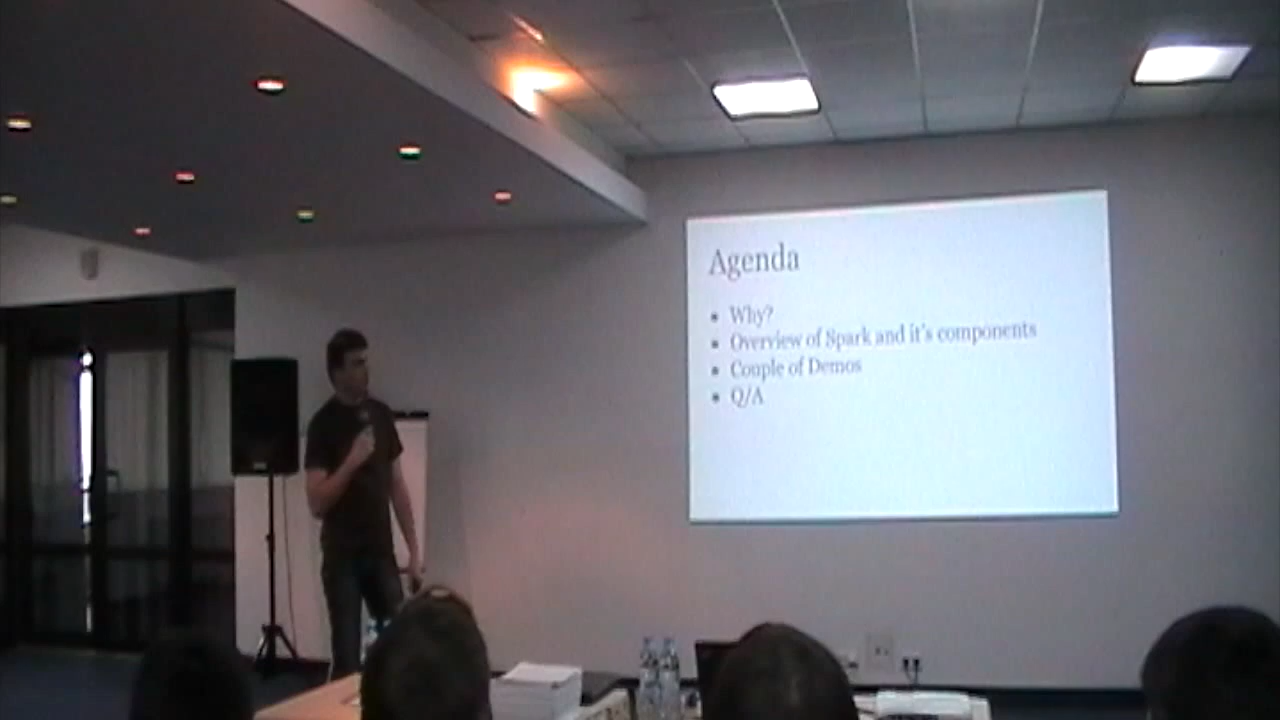 Agenda
Why?
Overview of Spark and it's components
Couple of Demos
Q/A